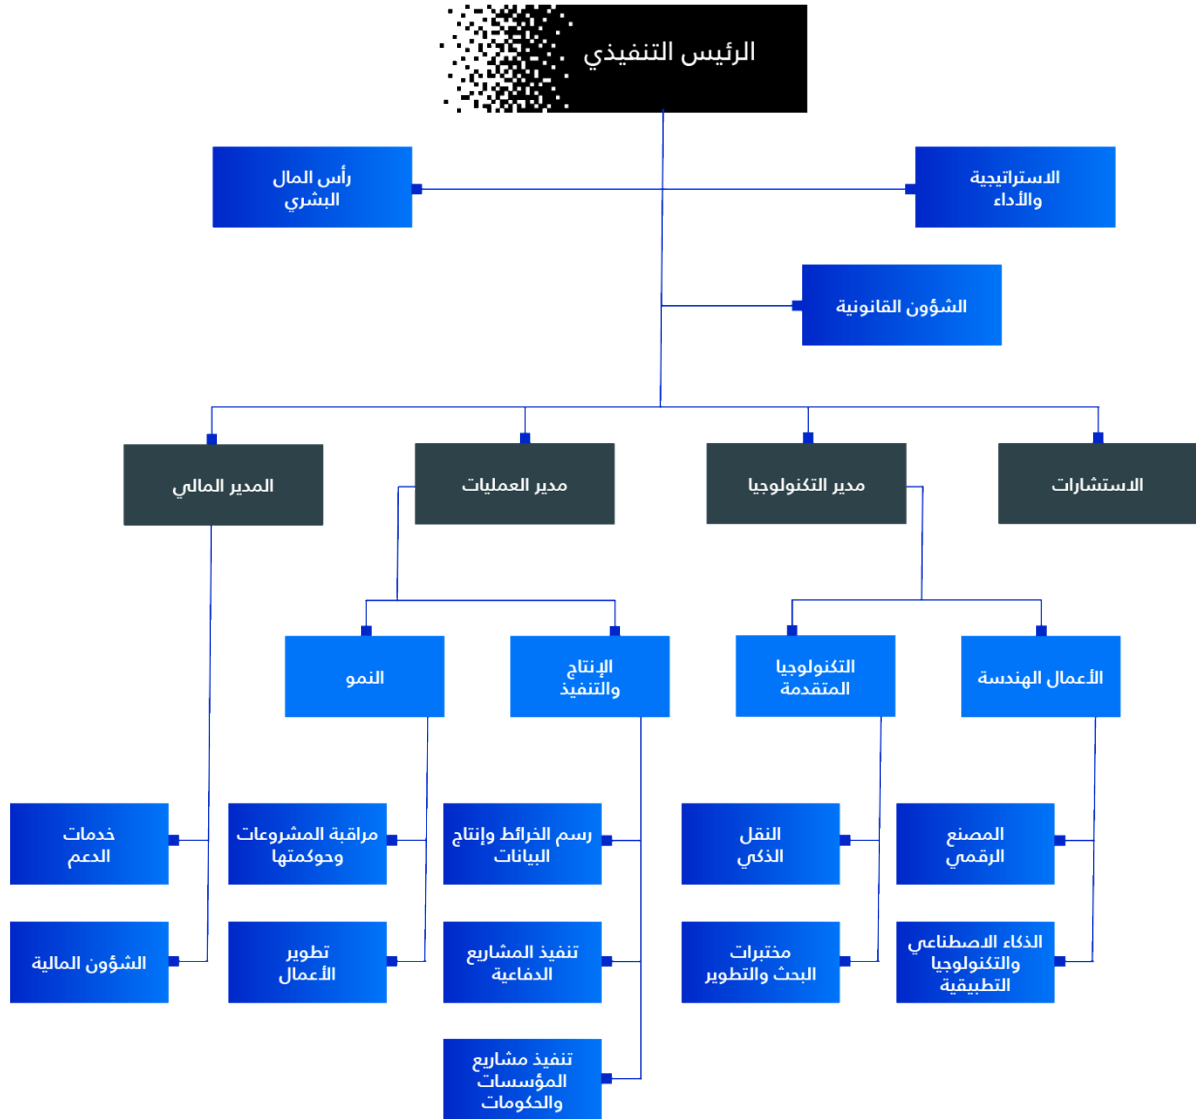 الرئيس التنفيذي
الاستراتيجية
والأداء
رأس المال
البشري
الشؤون القانونية
الاستشارات
مدير التكنولوجيا
مدير العمليات
المدير المالي
الأعمال الهندسة
التكنولوجيا
المتقدمة
الإنتاج
والتنفيذ
النمو
المصنع
الرقمي
النقل
الذكي
رسم الخرائط وإنتاج
البيانات
مراقبة المشروعات
وحوكمتها
خدمات
الدعم
الذكاء الاصطناعي
والتكنولوجيا
التطبيقية
مختبرات
البحث والتطوير
تنفيذ المشاريع
الدفاعية
تطوير
الأعمال
الشؤون المالية
تنفيذ مشاريع
المؤسسات
والحكومات